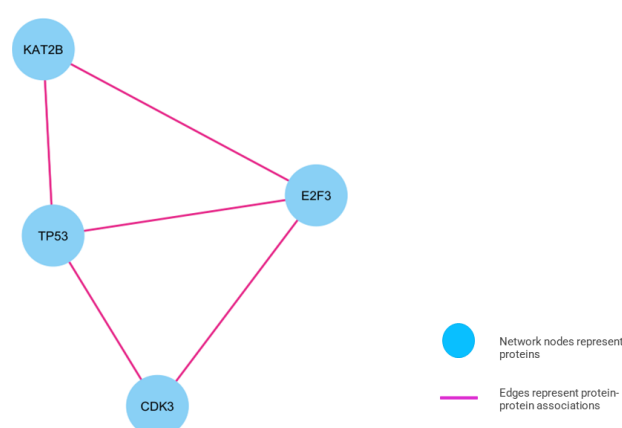 KAT2B
E2F3
TP53
CDK3
Network nodes represent
proteins
Edges represent protein-
protein associations